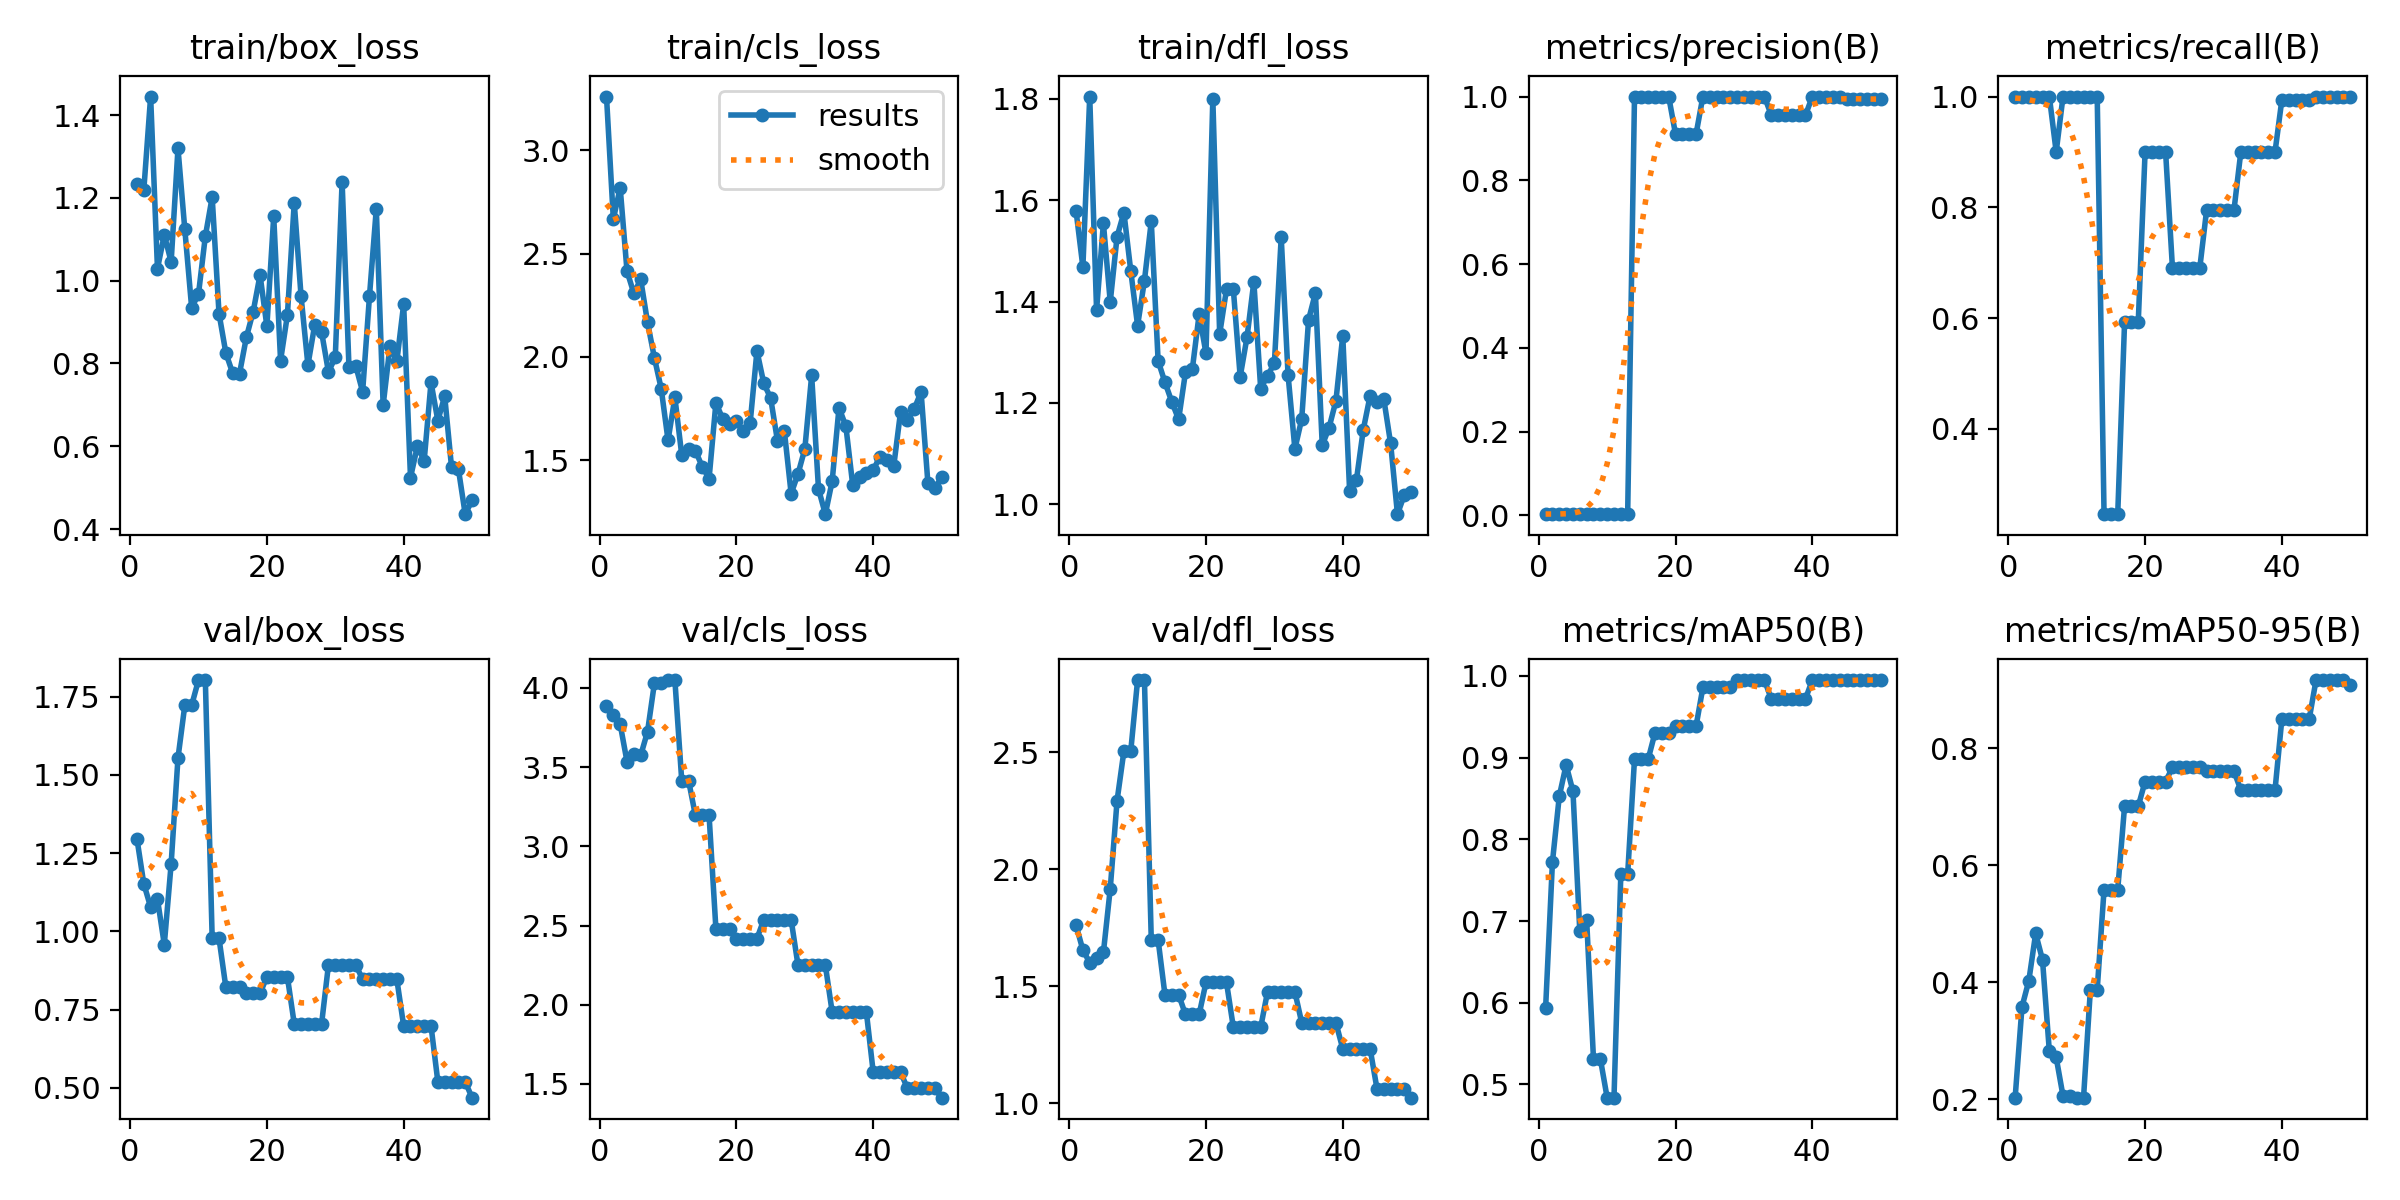 train/box_loss
1.4
1.2
1.0
0.8
0.6
0.4
0 20 40
train/cls_loss
results
smooth
3.0
2.5
2.0
1.5
0 20 40
train/dfl_loss
1.8
1.6
1.4
1.2
1.0
0 20 40
metrics/precision(B)
1.0
0.8
0.6
0.4
0.2
0.0
0 20 40
metrics/recall(B)
1.0
0.8
0.6
0.4
0 20 40
val/box_loss
1.75
1.50
1.25
1.00
0.75
0.50
0 20 40
val/cls_loss
4.0
3.5
3.0
2.5
2.0
1.5
0 20 40
val/dfl_loss
2.5
2.0
1.5
1.0
0 20 40
metrics/mAP50(B)
1.0
0.9
0.8
0.7
0.6
0.5
0 20 40
metrics/mAP50-95(B)
0.8
0.6
0.4
0.2
0 20 40